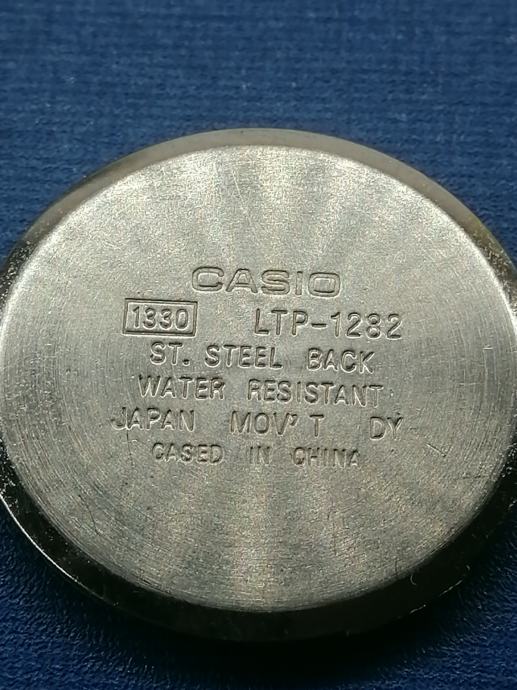 CASIO
1330 LTP-1282
ST. STEEL BACK
WATER RESISTANT
JAPAN MOV'T DY
CASED IN CHINA